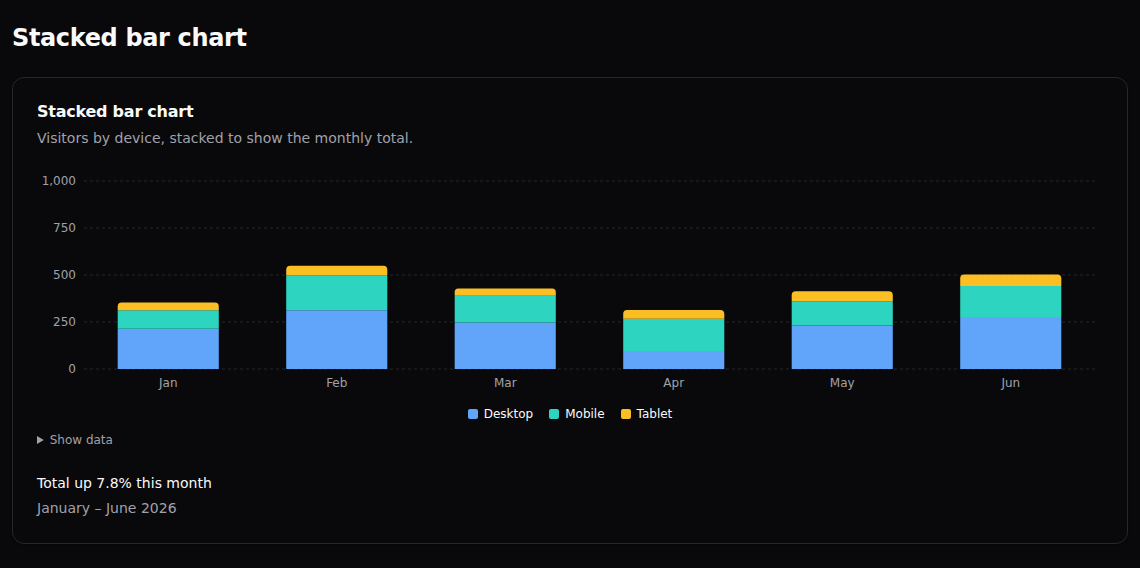 Stacked bar chart
Stacked bar chart
Visitors by device, stacked to show the monthly total.
1,000
750
500
250
0
Jan Feb Mar Apr May Jun
Desktop Mobile Tablet
Show data
Total up 7.8% this month
January – June 2026